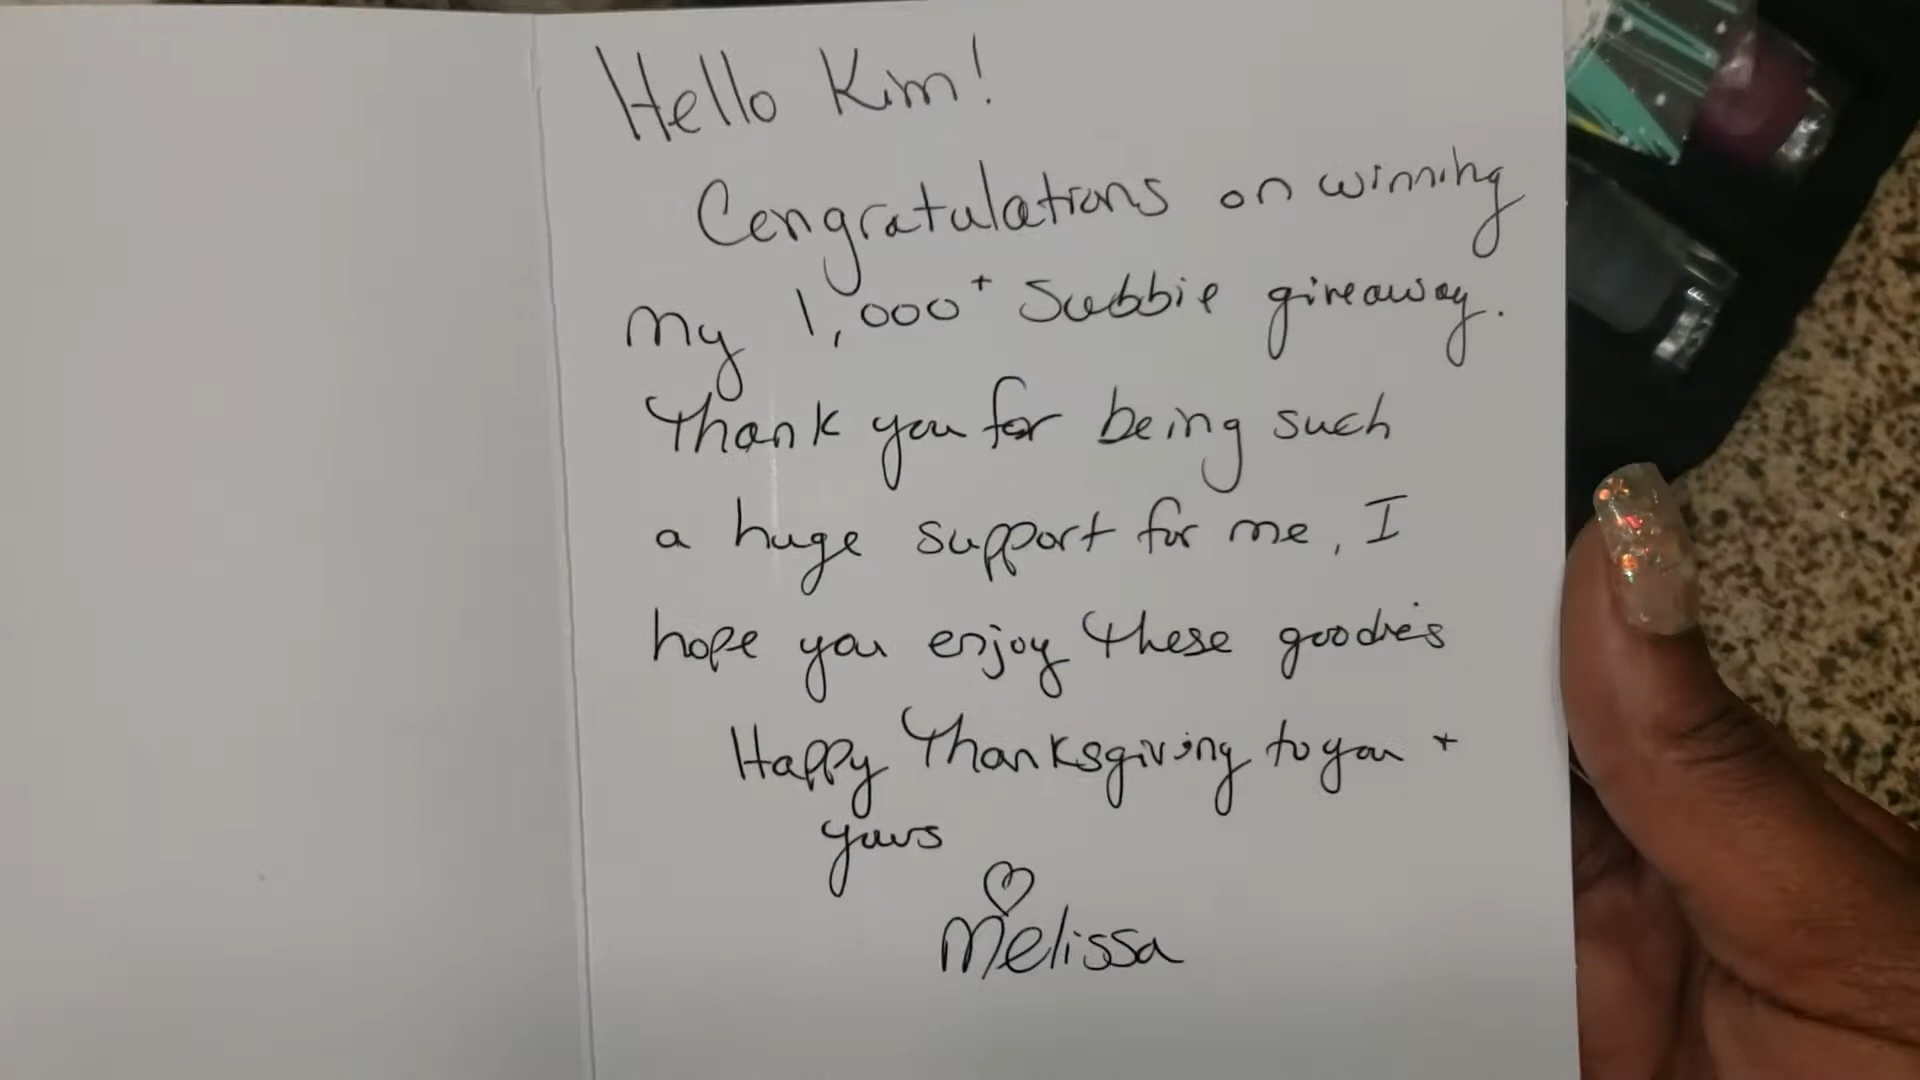 Hello Kim!
Congratulations on winning
my 1,000+ Subbie giveaway.
Thank you for being such
a huge support for me, I
hope you enjoy these goodies
Happy Thanksgiving to you +
yours
♡
Melissa